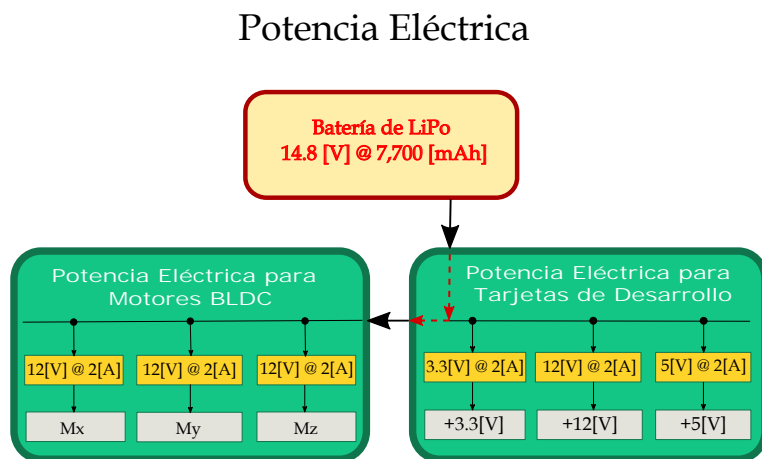 Potencia Eléctrica
Batería de LiPo
14.8 [V] @ 7,700 [mAh]
Potencia Eléctrica para
Motores BLDC
12[V] @ 2[A]
12[V] @ 2[A]
12[V] @ 2[A]
Mx
My
Mz
Potencia Eléctrica para
Tarjetas de Desarrollo
3.3[V] @ 2[A]
12[V] @ 2[A]
5[V] @ 2[A]
+3.3[V]
+12[V]
+5[V]